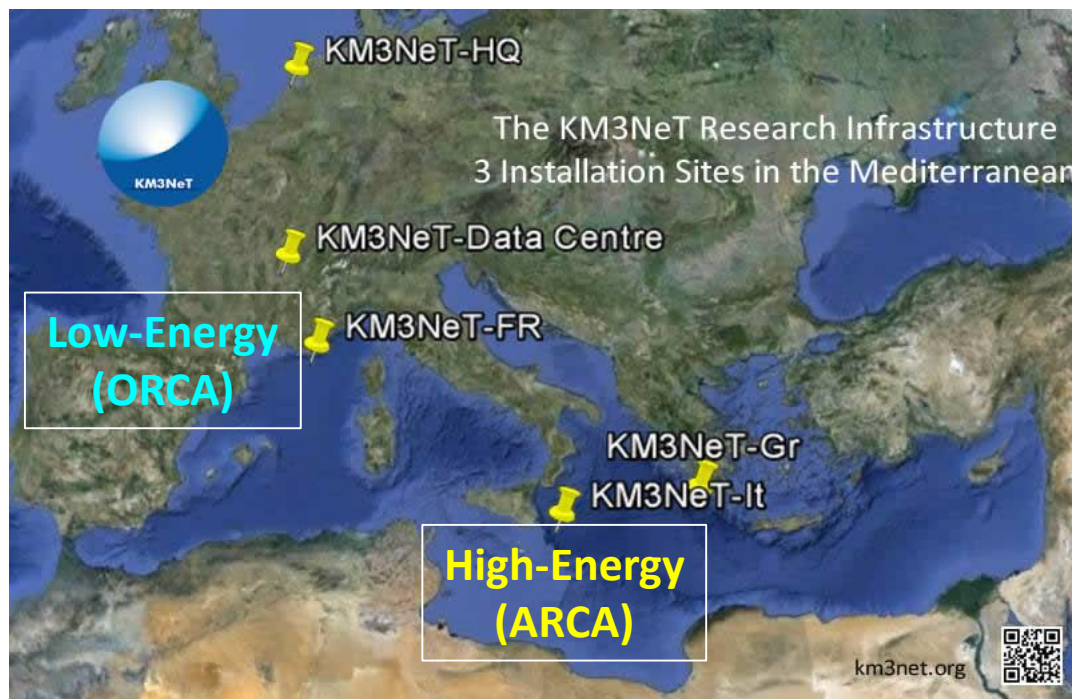 KM3NeT-HQ
The KM3NeT Research Infrastructure
3 Installation Sites in the Mediterranean
KM3NeT
KM3NeT-Data Centre
Low-Energy
(ORCA)
KM3NeT-FR
KM3NeT-Gr
KM3NeT-It
High-Energy
(ARCA)
km3net.org